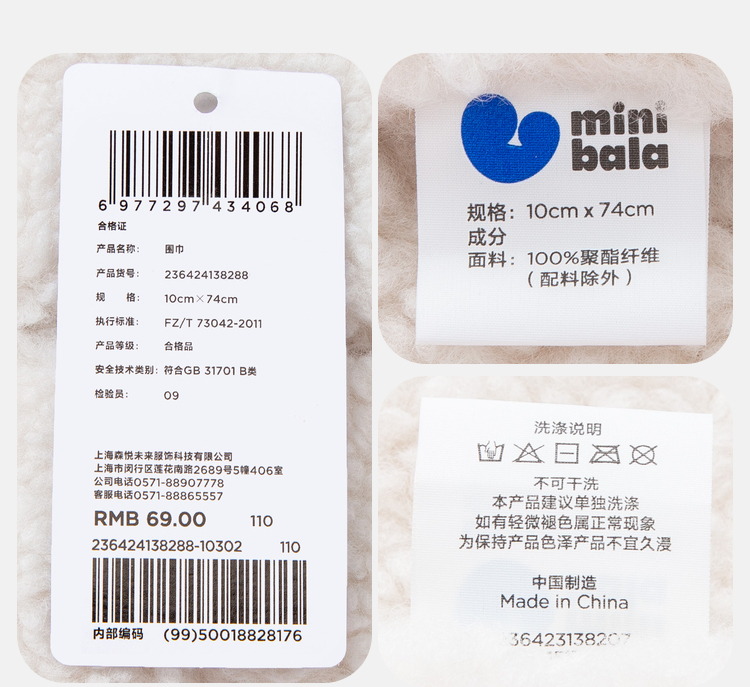 6 977297 434068
合格证
产品名称: 围巾
产品货号: 236424138288
规 格: 10cm×74cm
执行标准: FZ/T 73042-2011
产品等级: 合格品
安全技术类别: 符合GB 31701 B类
检验员: 09
上海森悦未来服饰科技有限公司
上海市闵行区莲花南路2689号5幢406室
公司电话0571-88907778
客服电话0571-88865557
RMB 69.00 110
236424138288-10302 110
内部编码 (99)50018828176
mini
bala
规格: 10cm x 74cm
成分
面料: 100%聚酯纤维
(配料除外)
洗涤说明
不可干洗
本产品建议单独洗涤
如有轻微褪色属正常现象
为保持产品色泽产品不宜久浸
中国制造
Made in China